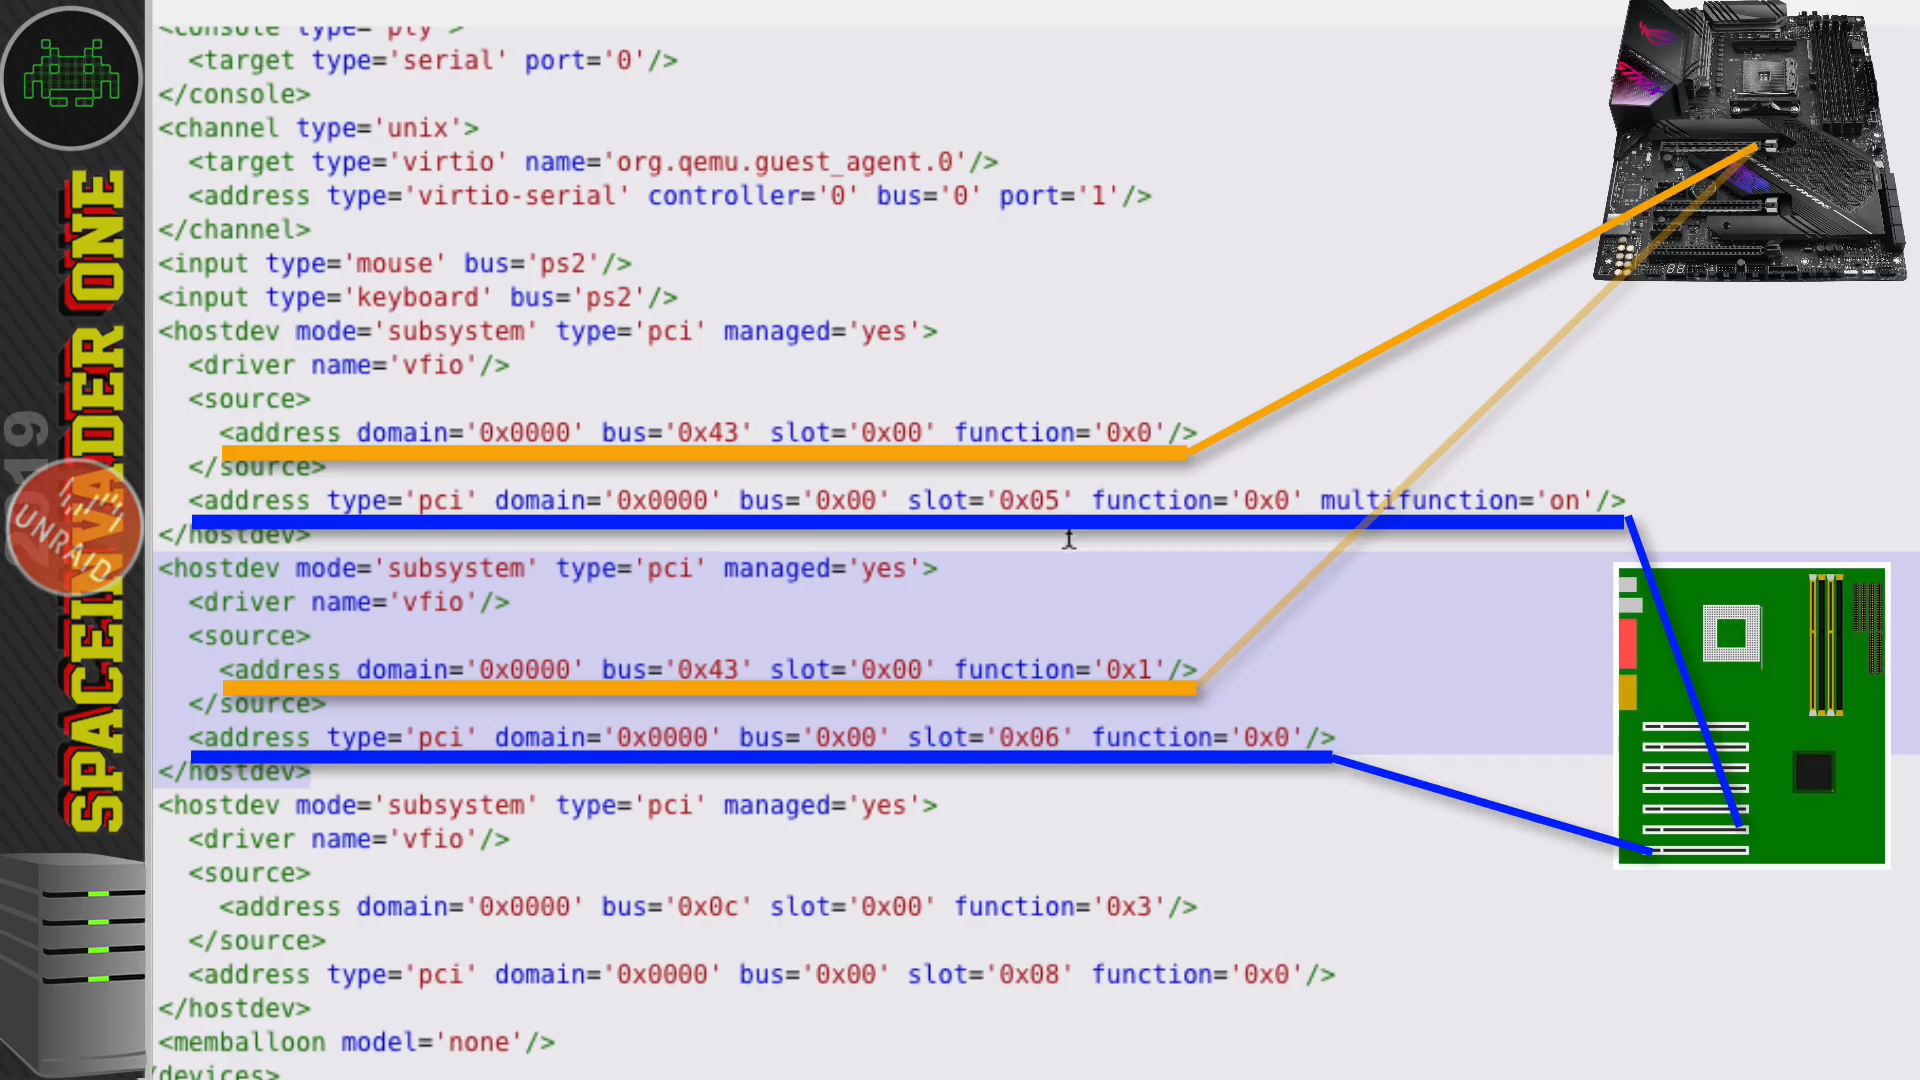 <console type='pty'>
<target type='serial' port='0'/>
</console>
<channel type='unix'>
<target type='virtio' name='org.qemu.guest_agent.0'/>
<address type='virtio-serial' controller='0' bus='0' port='1'/>
</channel>
<input type='mouse' bus='ps2'/>
<input type='keyboard' bus='ps2'/>
<hostdev mode='subsystem' type='pci' managed='yes'>
<driver name='vfio'/>
<source>
<address domain='0x0000' bus='0x43' slot='0x00' function='0x0'/>
</source>
<address type='pci' domain='0x0000' bus='0x00' slot='0x05' function='0x0' multifunction='on'/>
</hostdev>
<hostdev mode='subsystem' type='pci' managed='yes'>
<driver name='vfio'/>
<source>
<address domain='0x0000' bus='0x43' slot='0x00' function='0x1'/>
</source>
<address type='pci' domain='0x0000' bus='0x00' slot='0x06' function='0x0'/>
</hostdev>
<hostdev mode='subsystem' type='pci' managed='yes'>
<driver name='vfio'/>
<source>
<address domain='0x0000' bus='0x0c' slot='0x00' function='0x3'/>
</source>
<address type='pci' domain='0x0000' bus='0x00' slot='0x08' function='0x0'/>
</hostdev>
<memballoon model='none'/>
/devices>
SPACEINVADER ONE
2019
UNRAID